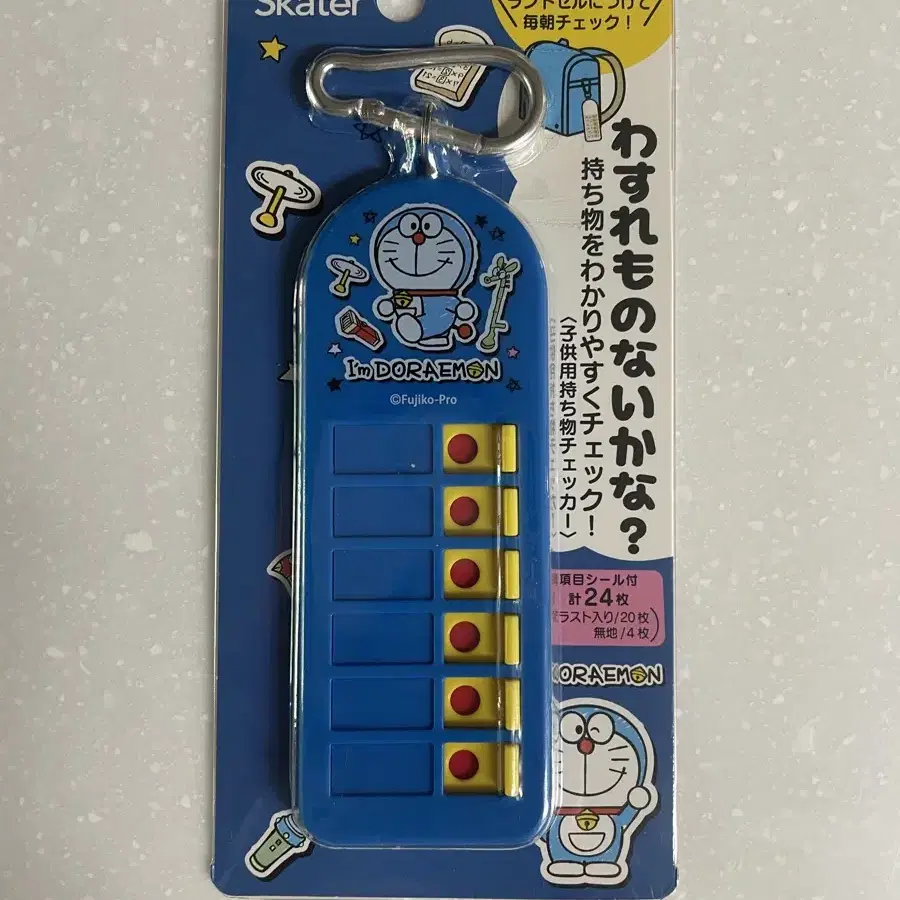 Skater
ランドセルにつけて
毎朝チェック！
わすれものないかな？
持ち物をわかりやすくチェック！
〈子供用持ち物チェッカー〉
I'm DORAEMON
©Fujiko-Pro
項目シール付
計24枚
ラスト入り/20枚
無地/4枚
DORAEMON